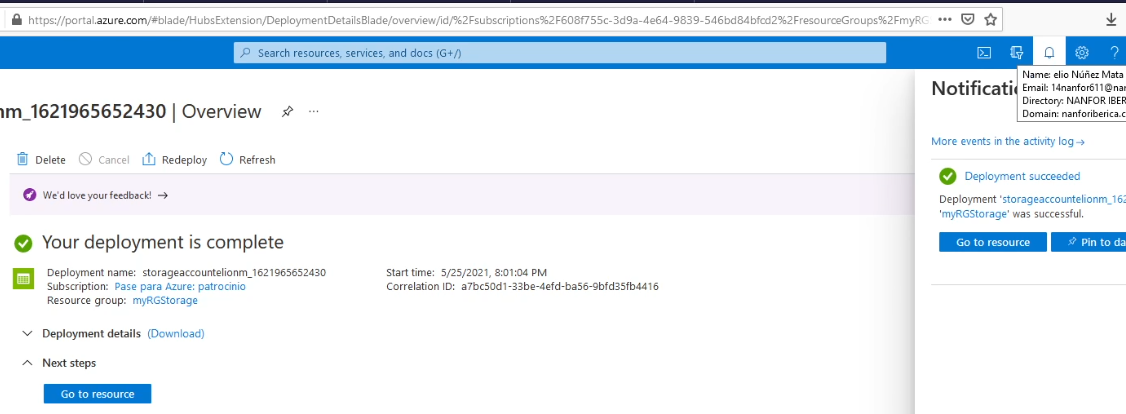 https://portal.azure.com/#blade/HubsExtension/DeploymentDetailsBlade/overview/id/%2Fsubscriptions%2F608f755c-3d9a-4e64-9839-546bd84bfcd2%2FresourceGroups%2FmyRG
Search resources, services, and docs (G+/)
nm_1621965652430 | Overview
Delete Cancel Redeploy Refresh
We'd love your feedback! →
Your deployment is complete
Deployment name: storageaccountelionm_1621965652430
Subscription: Pase para Azure: patrocinio
Resource group: myRGStorage
Start time: 5/25/2021, 8:01:04 PM
Correlation ID: a7bc50d1-33be-4efd-ba56-9bfd35fb4416
Deployment details (Download)
Next steps
Go to resource
Name: elio Núñez Mata
Email: 14nanfor611@na
Directory: NANFOR IBER
Domain: nanforiberica.c
Notificati
More events in the activity log →
Deployment succeeded
Deployment 'storageaccountelionm_162
'myRGStorage' was successful.
Go to resource
Pin to da